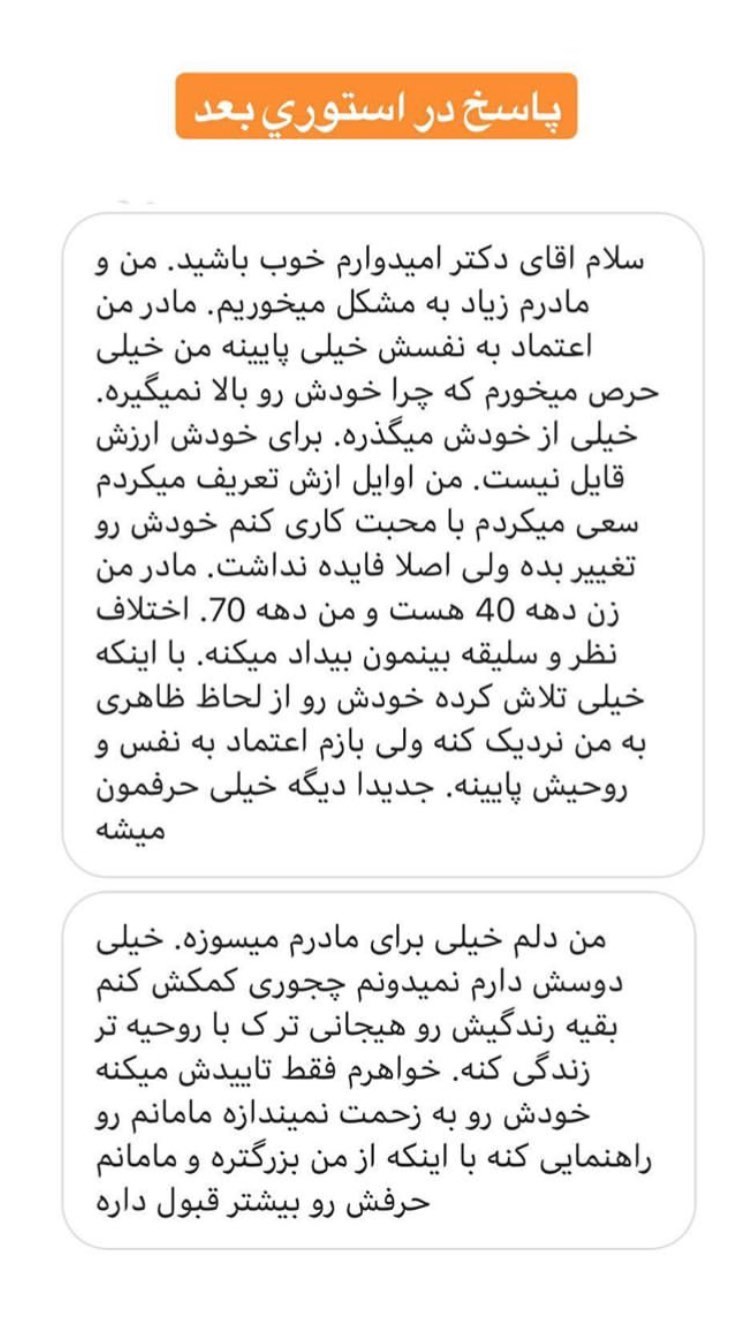 پاسخ در استوري بعد
سلام اقای دکتر امیدوارم خوب باشید. من و
مادرم زیاد به مشکل میخوریم. مادر من
اعتماد به نفسش خیلی پایینه من خیلی
حرص میخورم که چرا خودش رو بالا نمیگیره.
خیلی از خودش میگذره. برای خودش ارزش
قایل نیست. من اوایل ازش تعریف میکردم
سعی میکردم با محبت کاری کنم خودش رو
تغییر بده ولی اصلا فایده نداشت. مادر من
زن دهه 40 هست و من دهه 70. اختلاف
نظر و سلیقه بینمون بیداد میکنه. با اینکه
خیلی تلاش کرده خودش رو از لحاظ ظاهری
به من نردیک کنه ولی بازم اعتماد به نفس و
روحیش پایینه. جدیدا دیگه خیلی حرفمون
میشه
من دلم خیلی برای مادرم میسوزه. خیلی
دوسش دارم نمیدونم چجوری کمکش کنم
بقیه رندگیش رو هیجانی تر ک با روحیه تر
زندگی کنه. خواهرم فقط تاییدش میکنه
خودش رو به زحمت نمیندازه مامانم رو
راهنمایی کنه با اینکه از من بزرگتره و مامانم
حرفش رو بیشتر قبول داره